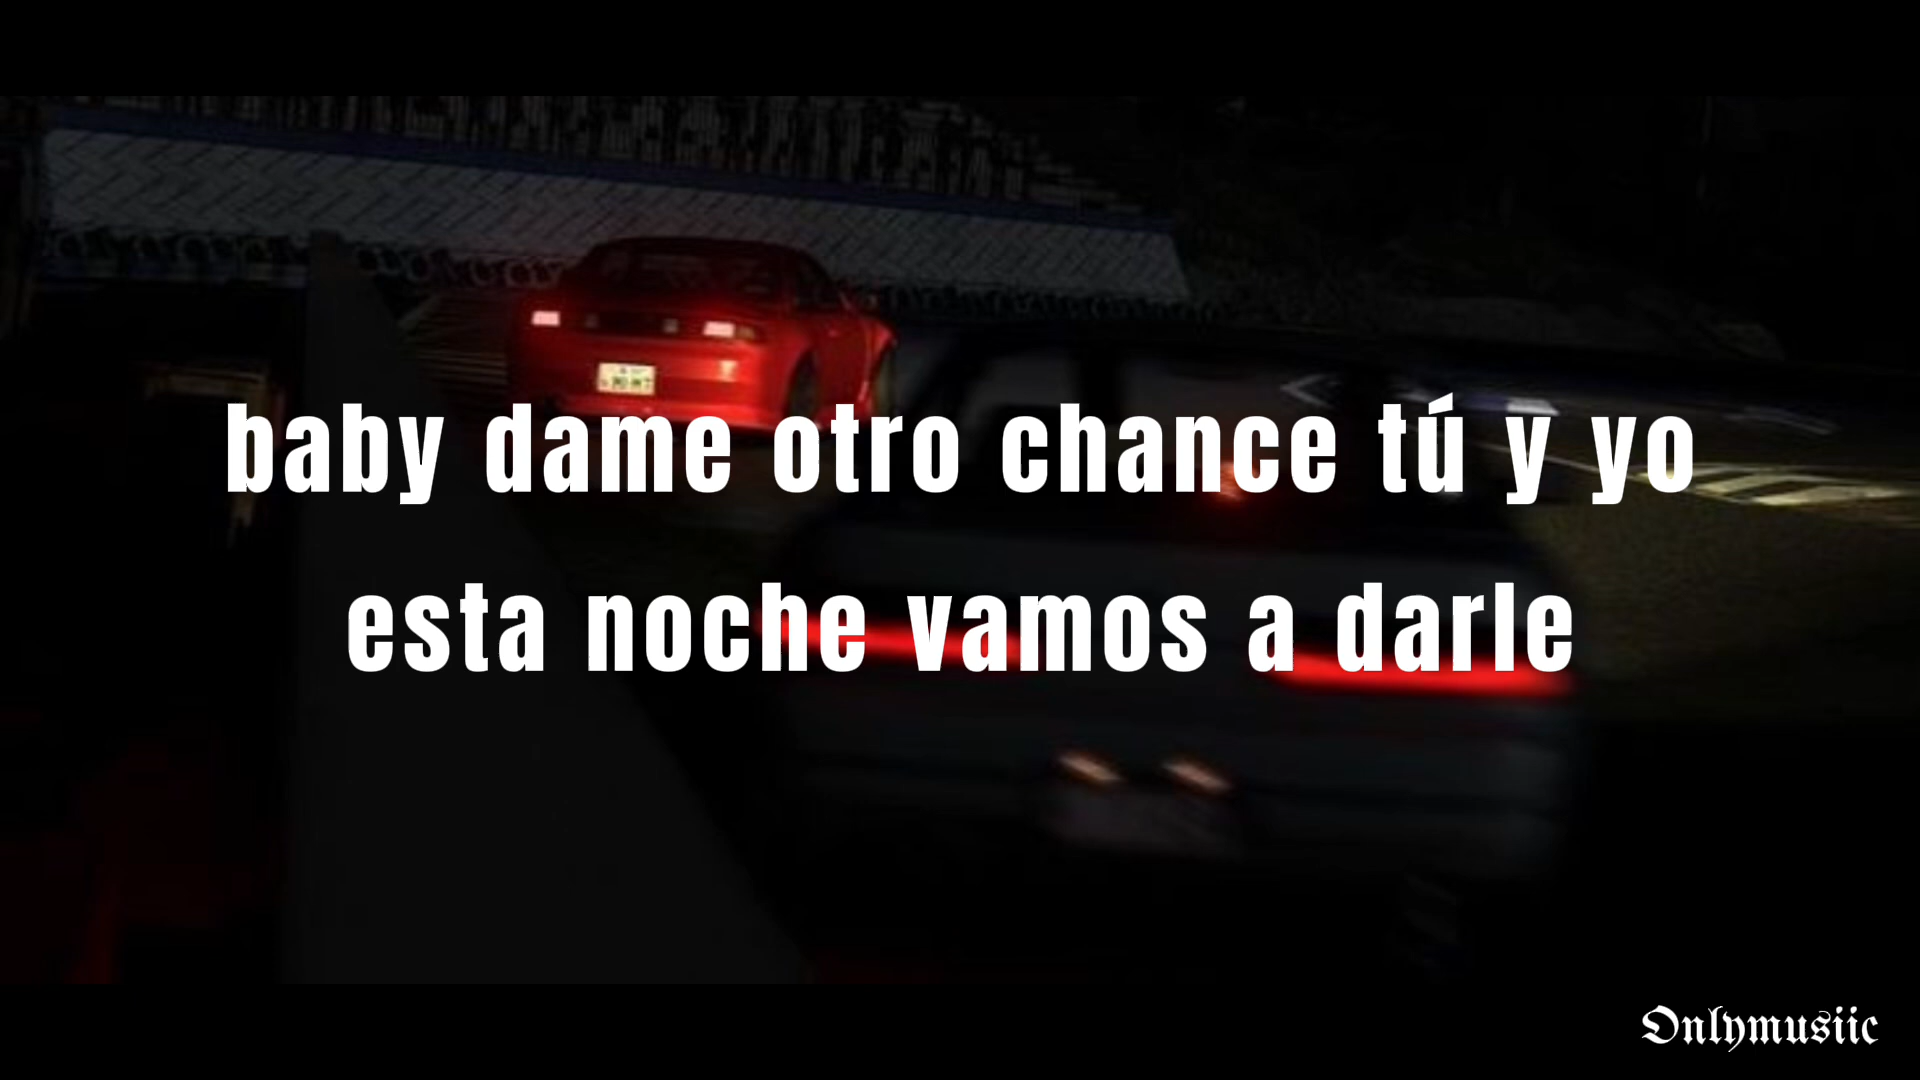 baby dame otro chance tú y yo
esta noche vamos a darle
Onlymusiic